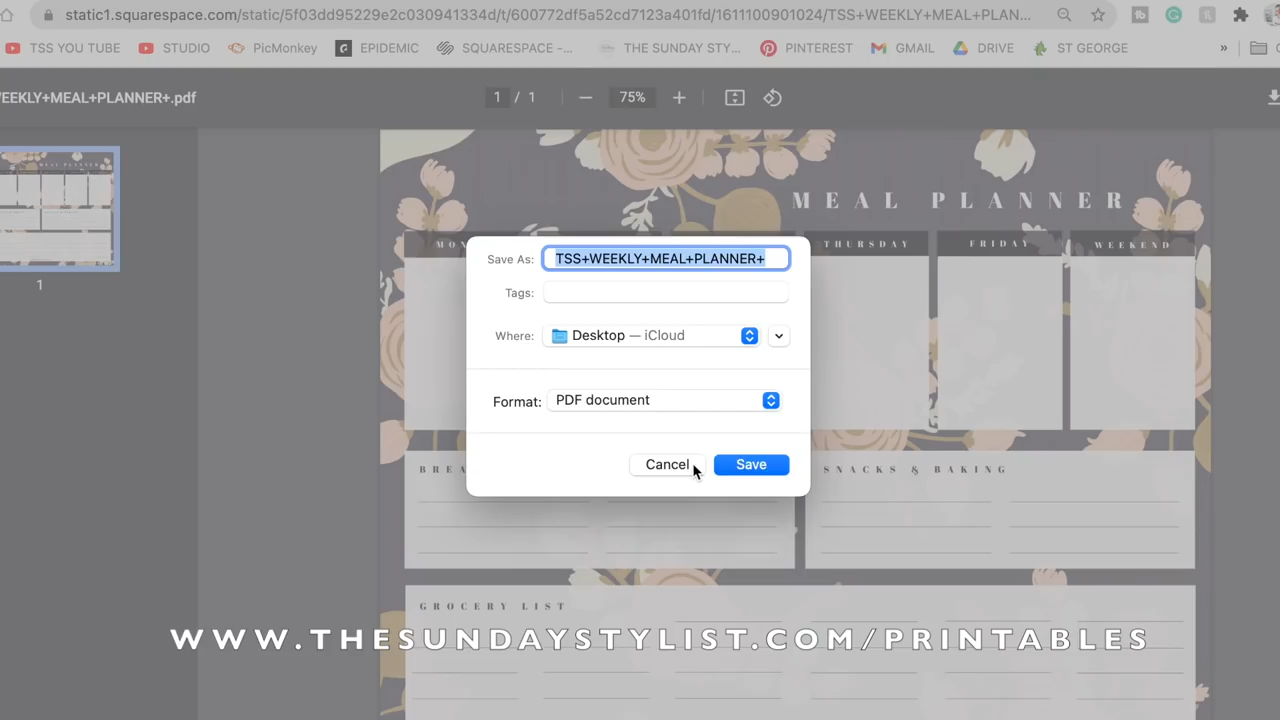 static1.squarespace.com/static/5f03dd95229e2c030941334d/t/600772df5a52cd7123a401fd/1611100901024/TSS+WEEKLY+MEAL+PLAN...
TSS YOU TUBE STUDIO PicMonkey EPIDEMIC SQUARESPACE -... THE SUNDAY STY... PINTEREST GMAIL DRIVE ST GEORGE »
WEEKLY+MEAL+PLANNER+.pdf 1 / 1 75%
MEAL PLANNER
MON THURSDAY FRIDAY WEEKEND
Save As: TSS+WEEKLY+MEAL+PLANNER+
Tags:
1
Where: Desktop — iCloud
Format: PDF document
Cancel Save
BREA SNACKS & BAKING
GROCERY LIST
WWW.THESUNDAYSTYLIST.COM/PRINTABLES